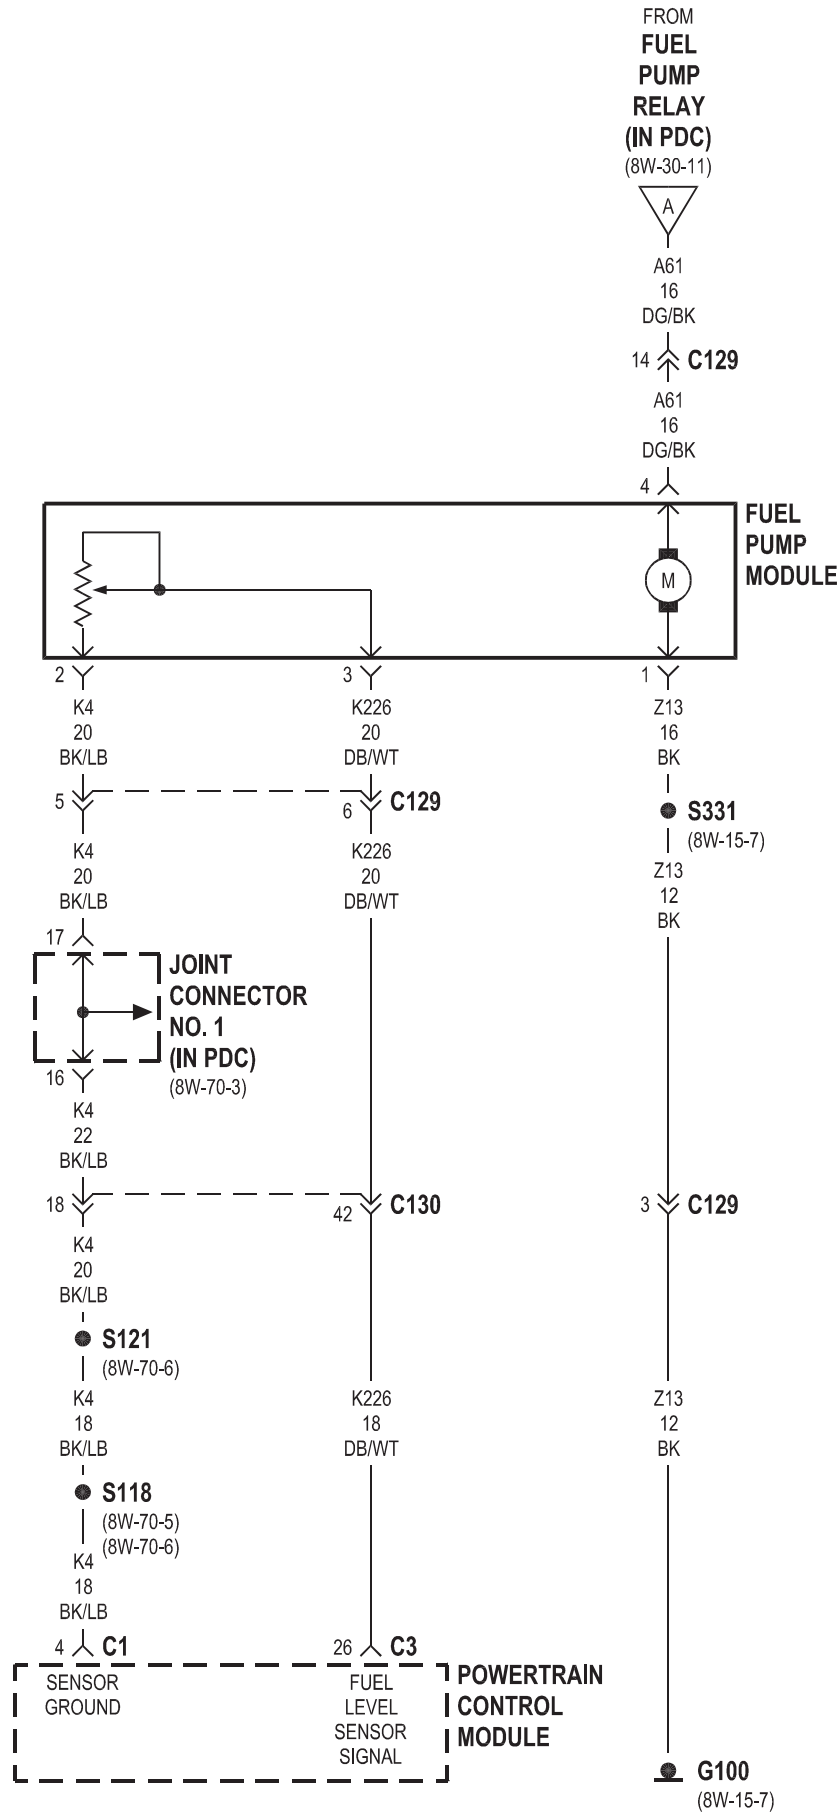 FROM
FUEL
PUMP
RELAY
(IN PDC)
(8W-30-11)
A
A61
16
DG/BK
14 C129
A61
16
DG/BK
4
FUEL
PUMP
MODULE
M
2 3 1
K4 K226 Z13
20 20 16
BK/LB DB/WT BK
5 6 C129
S331
(8W-15-7)
K4 K226 Z13
20 20 12
BK/LB DB/WT BK
17
JOINT
CONNECTOR
NO. 1
(IN PDC)
(8W-70-3)
16
K4
22
BK/LB
18 42 C130 3 C129
K4
20
BK/LB
S121
(8W-70-6)
K4 K226 Z13
18 18 12
BK/LB DB/WT BK
S118
(8W-70-5)
(8W-70-6)
K4
18
BK/LB
4 C1 26 C3
SENSOR
GROUND
FUEL
LEVEL
SENSOR
SIGNAL
POWERTRAIN
CONTROL
MODULE
G100
(8W-15-7)